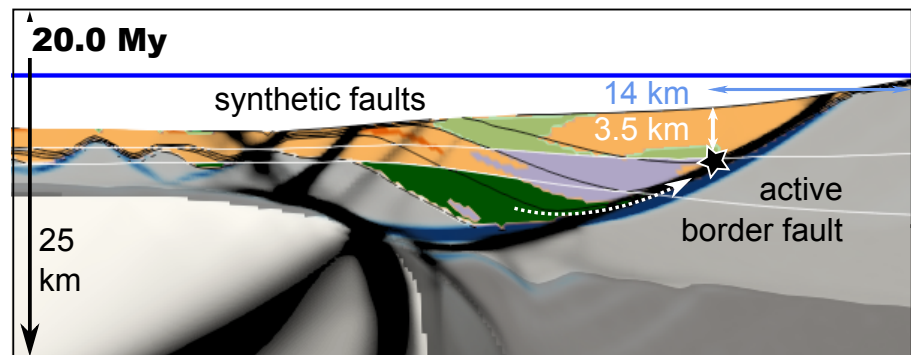 20.0 My
synthetic faults
14 km
3.5 km
active
border fault
25
km